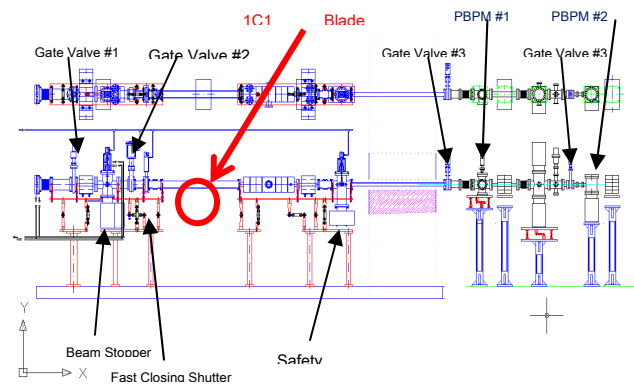 1C1 Blade
PBPM #1
PBPM #2
Gate Valve #1
Gate Valve #2
Gate Valve #3
Gate Valve #3
Y
X
Beam Stopper
Safety
Fast Closing Shutter